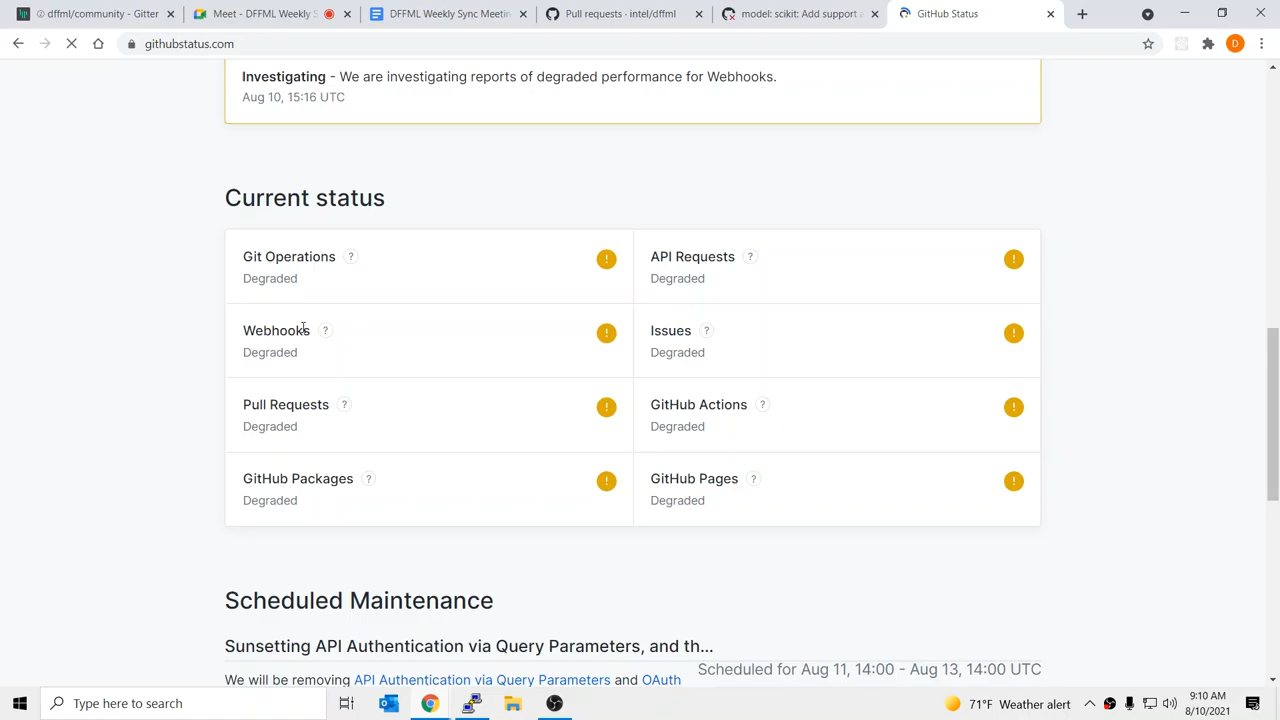 ② dffml/community - Gitter
Meet - DFFML Weekly S
DFFML Weekly Sync Meetin
Pull requests · intel/dffml
model: scikit: Add support a
GitHub Status
githubstatus.com
D
Investigating - We are investigating reports of degraded performance for Webhooks.
Aug 10, 15:16 UTC
Current status
Git Operations ?
Degraded
!
API Requests ?
Degraded
!
Webhooks ?
Degraded
!
Issues ?
Degraded
!
Pull Requests ?
Degraded
!
GitHub Actions ?
Degraded
!
GitHub Packages ?
Degraded
!
GitHub Pages ?
Degraded
!
Scheduled Maintenance
Sunsetting API Authentication via Query Parameters, and th...
Scheduled for Aug 11, 14:00 - Aug 13, 14:00 UTC
We will be removing API Authentication via Query Parameters and OAuth
Type here to search
71°F Weather alert
9:10 AM
8/10/2021